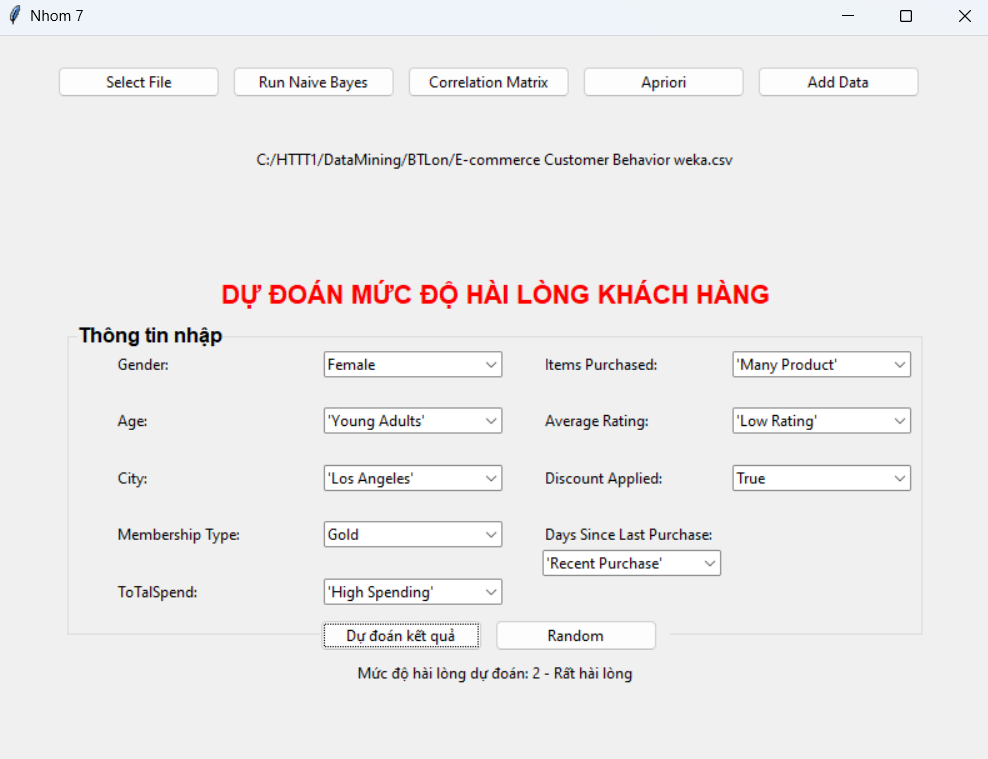 Nhom 7
Select File Run Naive Bayes Correlation Matrix Apriori Add Data
C:/HTTT1/DataMining/BTLon/E-commerce Customer Behavior weka.csv
DỰ ĐOÁN MỨC ĐỘ HÀI LÒNG KHÁCH HÀNG
Thông tin nhập
Gender: Female Items Purchased: 'Many Product'
Age: 'Young Adults' Average Rating: 'Low Rating'
City: 'Los Angeles' Discount Applied: True
Membership Type: Gold Days Since Last Purchase:
'Recent Purchase'
ToTalSpend: 'High Spending'
Dự đoán kết quả Random
Mức độ hài lòng dự đoán: 2 - Rất hài lòng